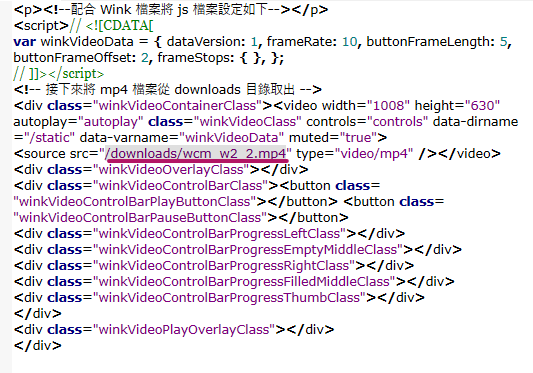 <p><!--配合 Wink 檔案將 js 檔案設定如下--></p>
<script>// <![CDATA[
var winkVideoData = { dataVersion: 1, frameRate: 10, buttonFrameLength: 5,
buttonFrameOffset: 2, frameStops: { }, };
// ]]></script>
<!-- 接下來將 mp4 檔案從 downloads 目錄取出 -->
<div class="winkVideoContainerClass"><video width="1008" height="630"
autoplay="autoplay" class="winkVideoClass" controls="controls" data-dirname
="/static" data-varname="winkVideoData" muted="true">
<source src="/downloads/wcm_w2_2.mp4" type="video/mp4" /></video>
<div class="winkVideoOverlayClass"></div>
<div class="winkVideoControlBarClass"><button class=
"winkVideoControlBarPlayButtonClass"></button> <button class=
"winkVideoControlBarPauseButtonClass"></button>
<div class="winkVideoControlBarProgressLeftClass"></div>
<div class="winkVideoControlBarProgressEmptyMiddleClass"></div>
<div class="winkVideoControlBarProgressRightClass"></div>
<div class="winkVideoControlBarProgressFilledMiddleClass"></div>
<div class="winkVideoControlBarProgressThumbClass"></div>
</div>
<div class="winkVideoPlayOverlayClass"></div>
</div>